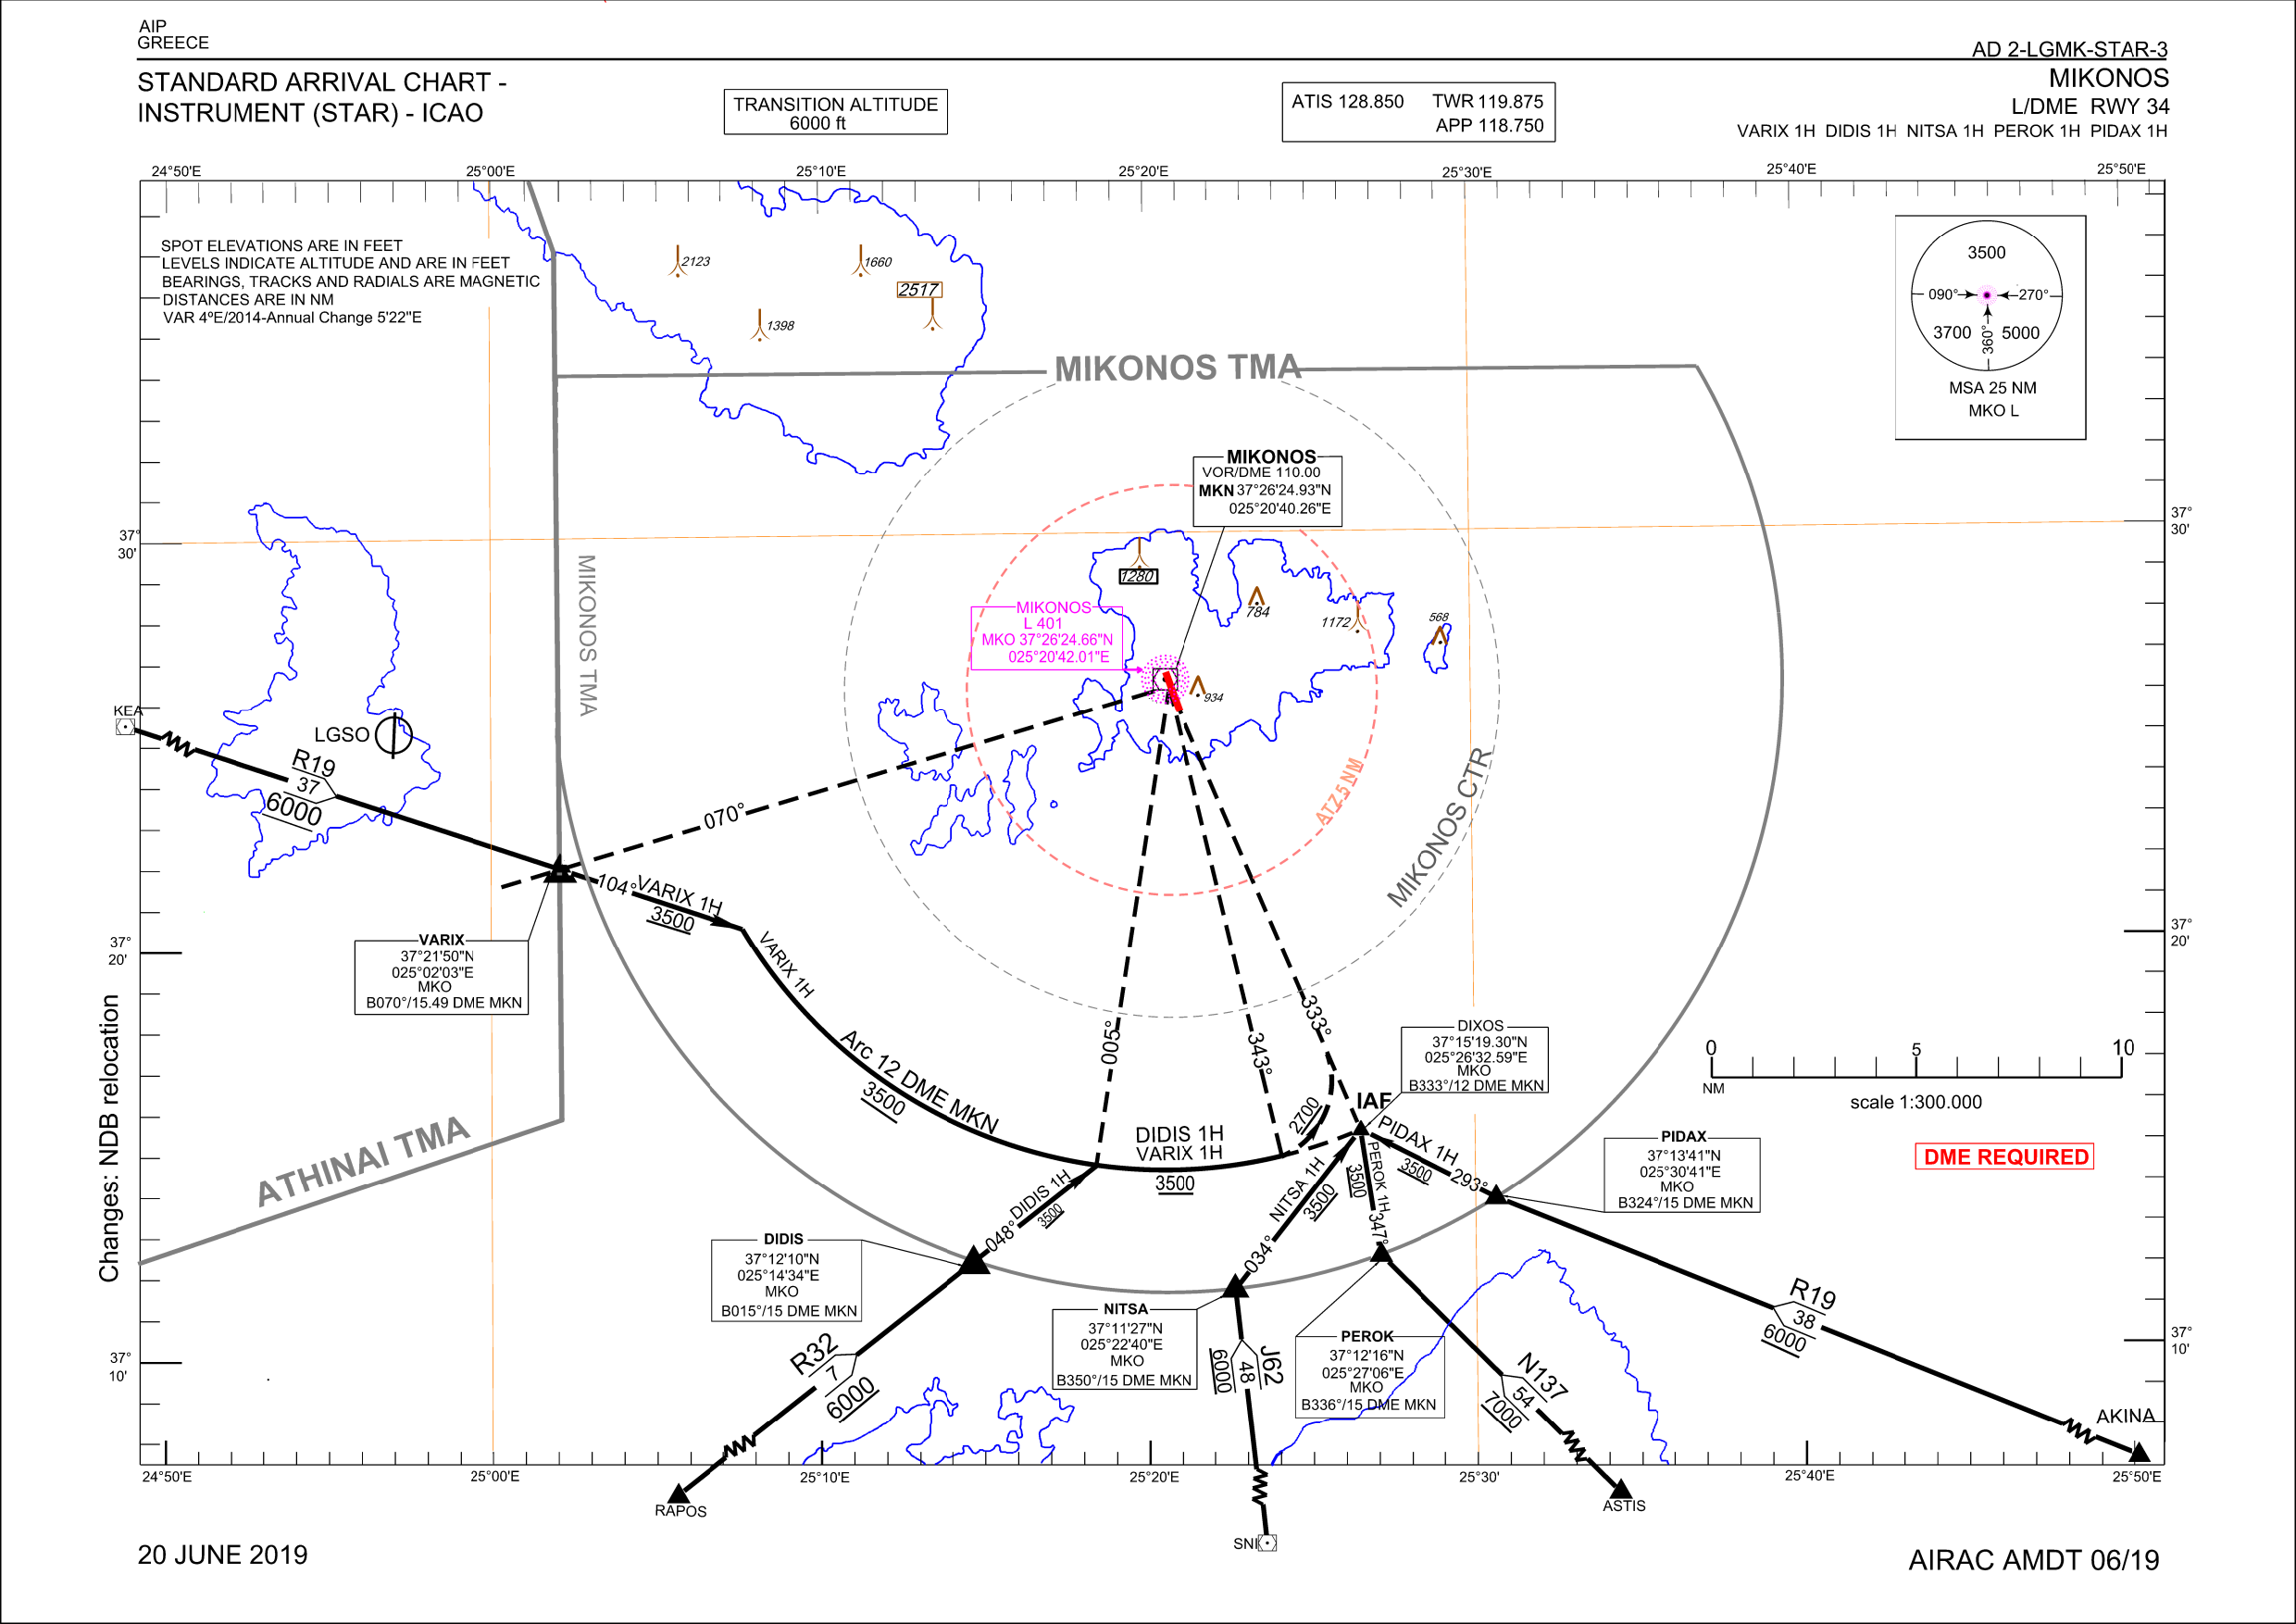 AIP
GREECE
AD 2-LGMK-STAR-3
STANDARD ARRIVAL CHART -
INSTRUMENT (STAR) - ICAO
TRANSITION ALTITUDE
6000 ft
ATIS 128.850 TWR 119.875
APP 118.750
MIKONOS
L/DME RWY 34
VARIX 1H DIDIS 1H NITSA 1H PEROK 1H PIDAX 1H
24°50'E 25°00'E 25°10'E 25°20'E 25°30'E 25°40'E 25°50'E
SPOT ELEVATIONS ARE IN FEET
LEVELS INDICATE ALTITUDE AND ARE IN FEET
BEARINGS, TRACKS AND RADIALS ARE MAGNETIC
DISTANCES ARE IN NM
VAR 4ºE/2014-Annual Change 5'22"E
2123
1660
2517
1398
3500
090° 270°
3700 360° 5000
MSA 25 NM
MKO L
MIKONOS TMA
MIKONOS
VOR/DME 110.00
MKN 37°26'24.93"N
025°20'40.26"E
37°
30'
37°
30'
MIKONOS TMA
1280
784
1172
568
934
MIKONOS
L 401
MKO 37°26'24.66"N
025°20'42.01"E
KEA
LGSO
R19
37
6000
070°
ATZ 5 NM
MIKONOS CTR
104° VARIX 1H
3500
VARIX 1H
VARIX
37°21'50"N
025°02'03"E
MKO
B070°/15.49 DME MKN
37°
20'
37°
20'
Arc 12 DME MKN
3500
005°
343°
333°
DIXOS
37°15'19.30"N
025°26'32.59"E
MKO
B333°/12 DME MKN
0 5 10
NM
scale 1:300.000
IAF
2700
DIDIS 1H
VARIX 1H
3500
PIDAX 1H
3500
293°
PIDAX
37°13'41"N
025°30'41"E
MKO
B324°/15 DME MKN
DME REQUIRED
ATHINAI TMA
Changes: NDB relocation
048° DIDIS 1H
3500
034° NITSA 1H
3500
PEROK 1H 347°
3500
DIDIS
37°12'10"N
025°14'34"E
MKO
B015°/15 DME MKN
NITSA
37°11'27"N
025°22'40"E
MKO
B350°/15 DME MKN
PEROK
37°12'16"N
025°27'06"E
MKO
B336°/15 DME MKN
R32
7
6000
J62
48
6000
N137
54
7000
R19
38
6000
37°
10'
37°
10'
AKINA
24°50'E 25°00'E 25°10'E 25°20'E 25°30' 25°40'E 25°50'E
RAPOS
SNI
ASTIS
20 JUNE 2019
AIRAC AMDT 06/19